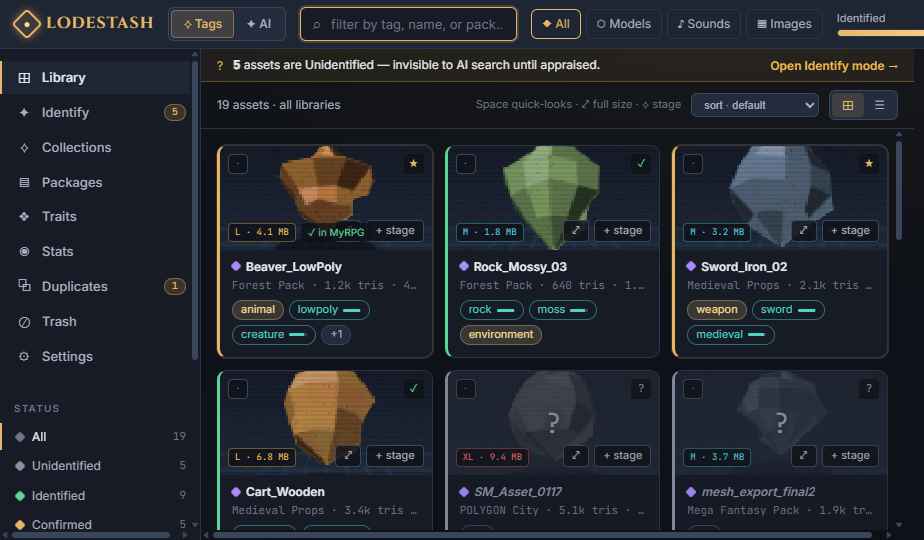 LODESTASH
Tags
AI
filter by tag, name, or pack..
All
Models
Sounds
Images
Identified
Library
Identify 5
Collections
Packages
Traits
Stats
Duplicates 1
Trash
Settings
STATUS
All 19
Unidentified 5
Identified 9
Confirmed 5
? 5 assets are Unidentified — invisible to AI search until appraised.
Open Identify mode →
19 assets · all libraries
Space quick-looks · ⤢ full size · ⟡ stage
sort · default
L · 4.1 MB
✓ in MyRPG
+ stage
Beaver_LowPoly
Forest Pack · 1.2k tris · 4…
animal
lowpoly
creature
+1
M · 1.8 MB
+ stage
Rock_Mossy_03
Forest Pack · 640 tris · 1.…
rock
moss
environment
M · 3.2 MB
+ stage
Sword_Iron_02
Medieval Props · 2.1k tris …
weapon
sword
medieval
L · 6.8 MB
+ stage
Cart_Wooden
Medieval Props · 3.4k tris …
?
?
XL · 9.4 MB
+ stage
SM_Asset_0117
POLYGON City · 5.1k tris · …
?
?
M · 3.7 MB
+ stage
mesh_export_final2
Mega Fantasy Pack · 1.9k tr…